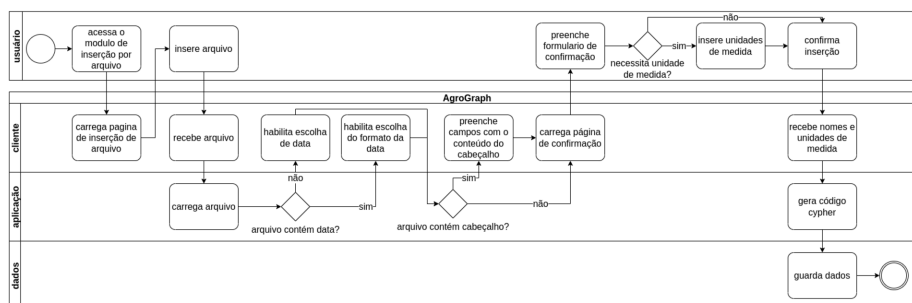 usuário
acessa o
modulo de
inserção por
arquivo
insere arquivo
preenche
formulario de
confirmação
não
sim
necessitá unidade
de medida?
insere unidades
de medida
confirma
inserção
AgroGraph
cliente
carrega pagina
de inserção de
arquivo
recebe arquivo
habilita escolha
de data
habilita escolha
do formato da
data
preenche
campos com o
conteúdo do
cabeçalho
carrega página
de confirmação
recebe nomes e
unidades de
medida
aplicação
carrega arquivo
não
sim
arquivo contém data?
sim
não
arquivo contém cabeçalho?
gera código
cypher
dados
guarda dados